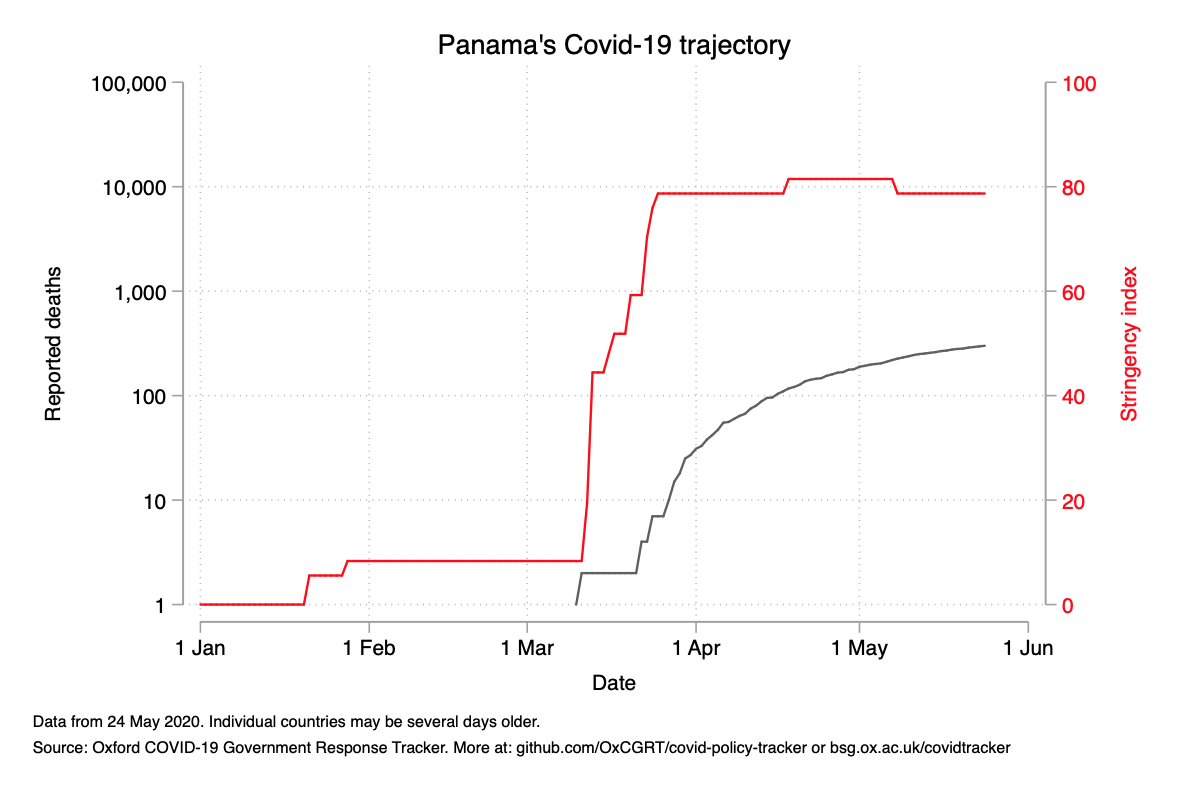 Panama's Covid-19 trajectory
100,000
10,000
1,000
100
10
1
Reported deaths
100
80
60
40
20
0
Stringency index
1 Jan
1 Feb
1 Mar
1 Apr
1 May
1 Jun
Date
Data from 24 May 2020. Individual countries may be several days older.
Source: Oxford COVID-19 Government Response Tracker. More at: github.com/OxCGRT/covid-policy-tracker or bsg.ox.ac.uk/covidtracker